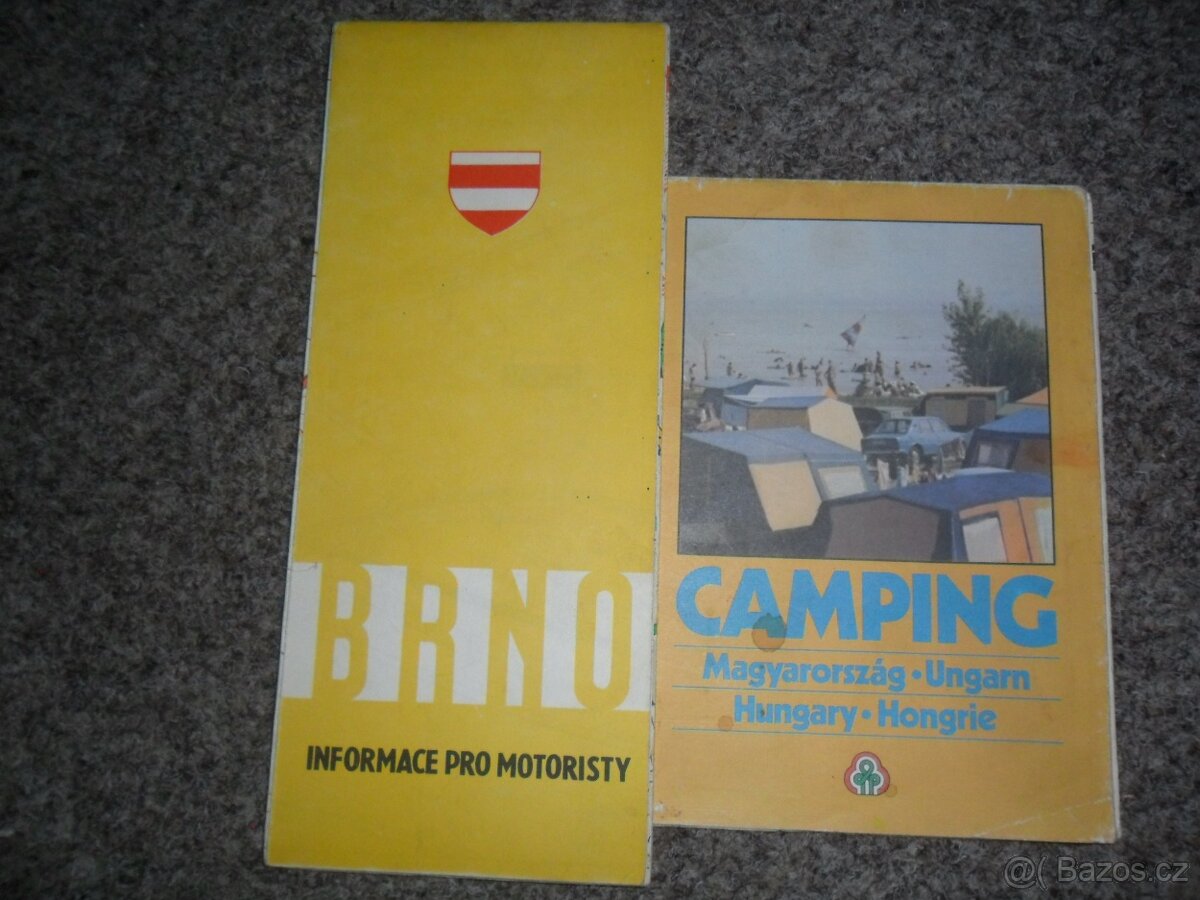 BRNO
INFORMACE PRO MOTORISTY
CAMPING
Magyarország • Ungarn
Hungary • Hongrie
@( Bazos.cz